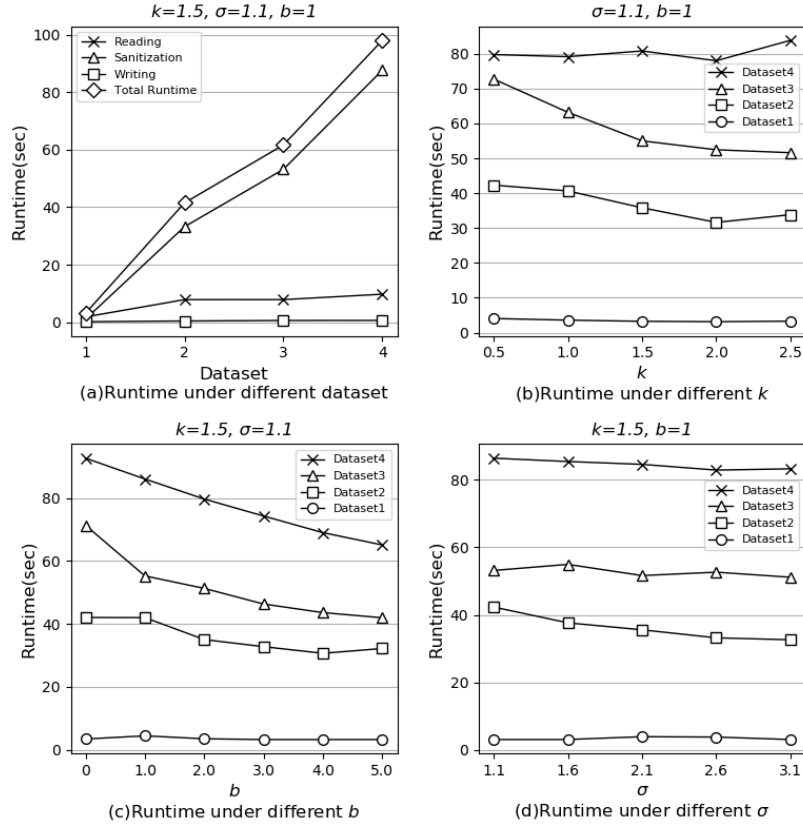 k=1.5, σ=1.1, b=1
100
80
60
40
20
0
Runtime(sec)
Reading
Sanitization
Writing
Total Runtime
1 2 3 4
Dataset
(a)Runtime under different dataset
σ=1.1, b=1
80
70
60
50
40
30
20
10
0
Runtime(sec)
Dataset4
Dataset3
Dataset2
Dataset1
0.5 1.0 1.5 2.0 2.5
k
(b)Runtime under different k
k=1.5, σ=1.1
80
60
40
20
0
Runtime(sec)
Dataset4
Dataset3
Dataset2
Dataset1
0 1.0 2.0 3.0 4.0 5.0
b
(c)Runtime under different b
k=1.5, b=1
80
60
40
20
0
Runtime(sec)
Dataset4
Dataset3
Dataset2
Dataset1
1.1 1.6 2.1 2.6 3.1
σ
(d)Runtime under different σ